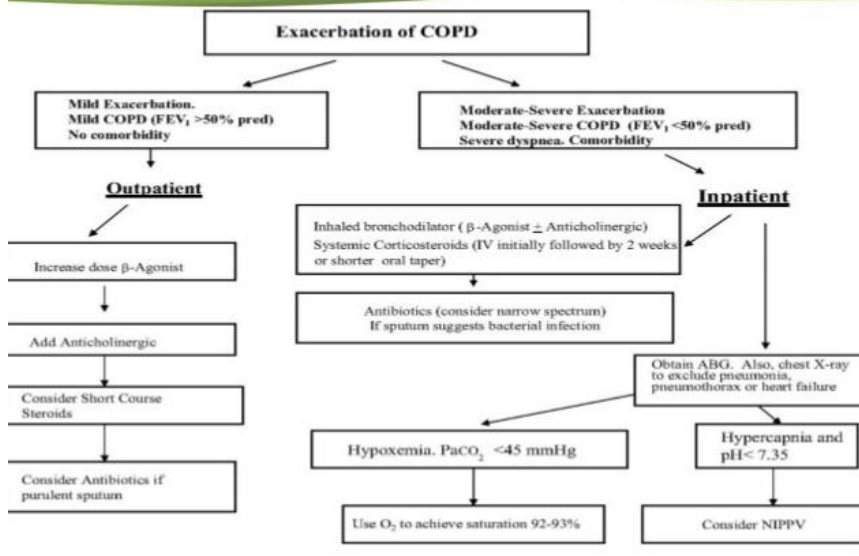 Exacerbation of COPD
Mild Exacerbation.
Mild COPD (FEV₁ >50% pred)
No comorbidity
Moderate-Severe Exacerbation
Moderate-Severe COPD (FEV₁ <50% pred)
Severe dyspnea. Comorbidity
Outpatient
Inpatient
Increase dose β-Agonist
Add Anticholinergic
Consider Short Course
Steroids
Consider Antibiotics if
purulent sputum
Inhaled bronchodilator ( β-Agonist ± Anticholinergic)
Systemic Corticosteroids (IV initially followed by 2 weeks
or shorter oral taper)
Antibiotics (consider narrow spectrum)
If sputum suggests bacterial infection
Obtain ABG. Also, chest X-ray
to exclude pneumonia,
pneumothorax or heart failure
Hypoxemia. PaCO₂ <45 mmHg
Use O₂ to achieve saturation 92-93%
Hypercapnia and
pH< 7.35
Consider NIPPV